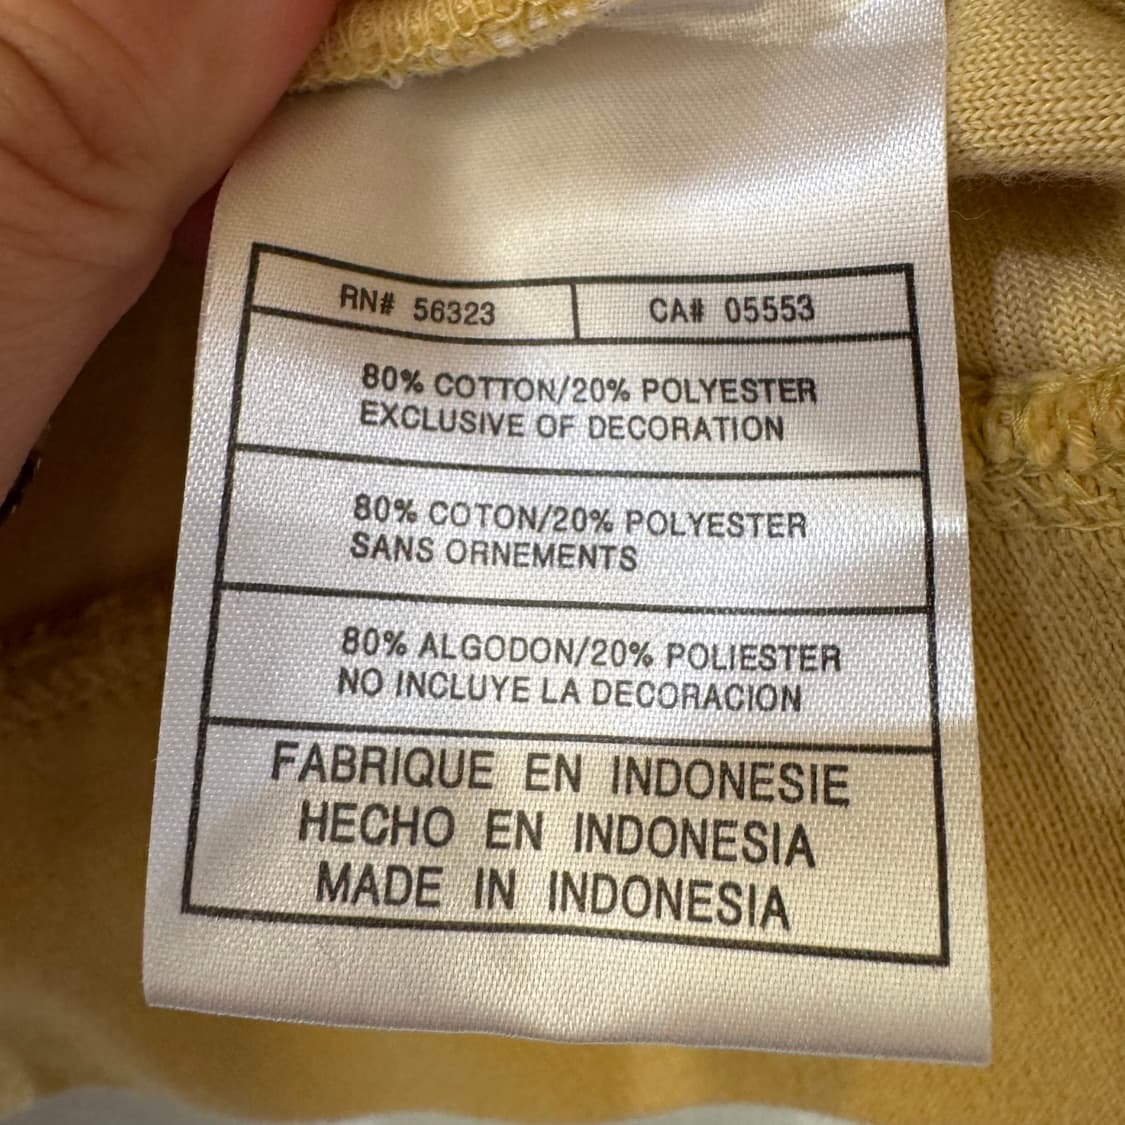 RN# 56323
CA# 05553
80% COTTON/20% POLYESTER
EXCLUSIVE OF DECORATION
80% COTON/20% POLYESTER
SANS ORNEMENTS
80% ALGODON/20% POLIESTER
NO INCLUYE LA DECORACION
FABRIQUE EN INDONESIE
HECHO EN INDONESIA
MADE IN INDONESIA